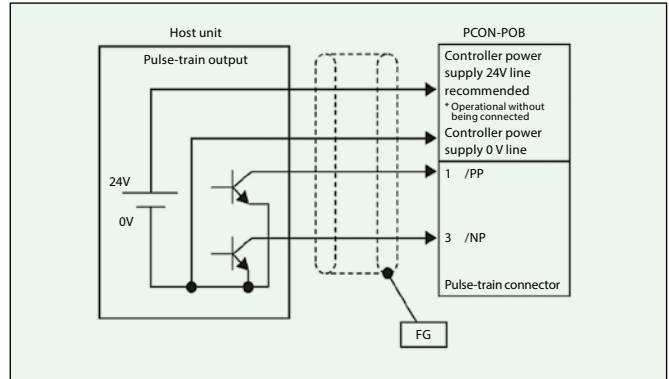 Host unit
PCON-POB
Pulse-train output
Controller power
supply 24V line
recommended
* Operational without
being connected
Controller power
supply 0 V line
24V
0V
1 /PP
3 /NP
Pulse-train connector
FG